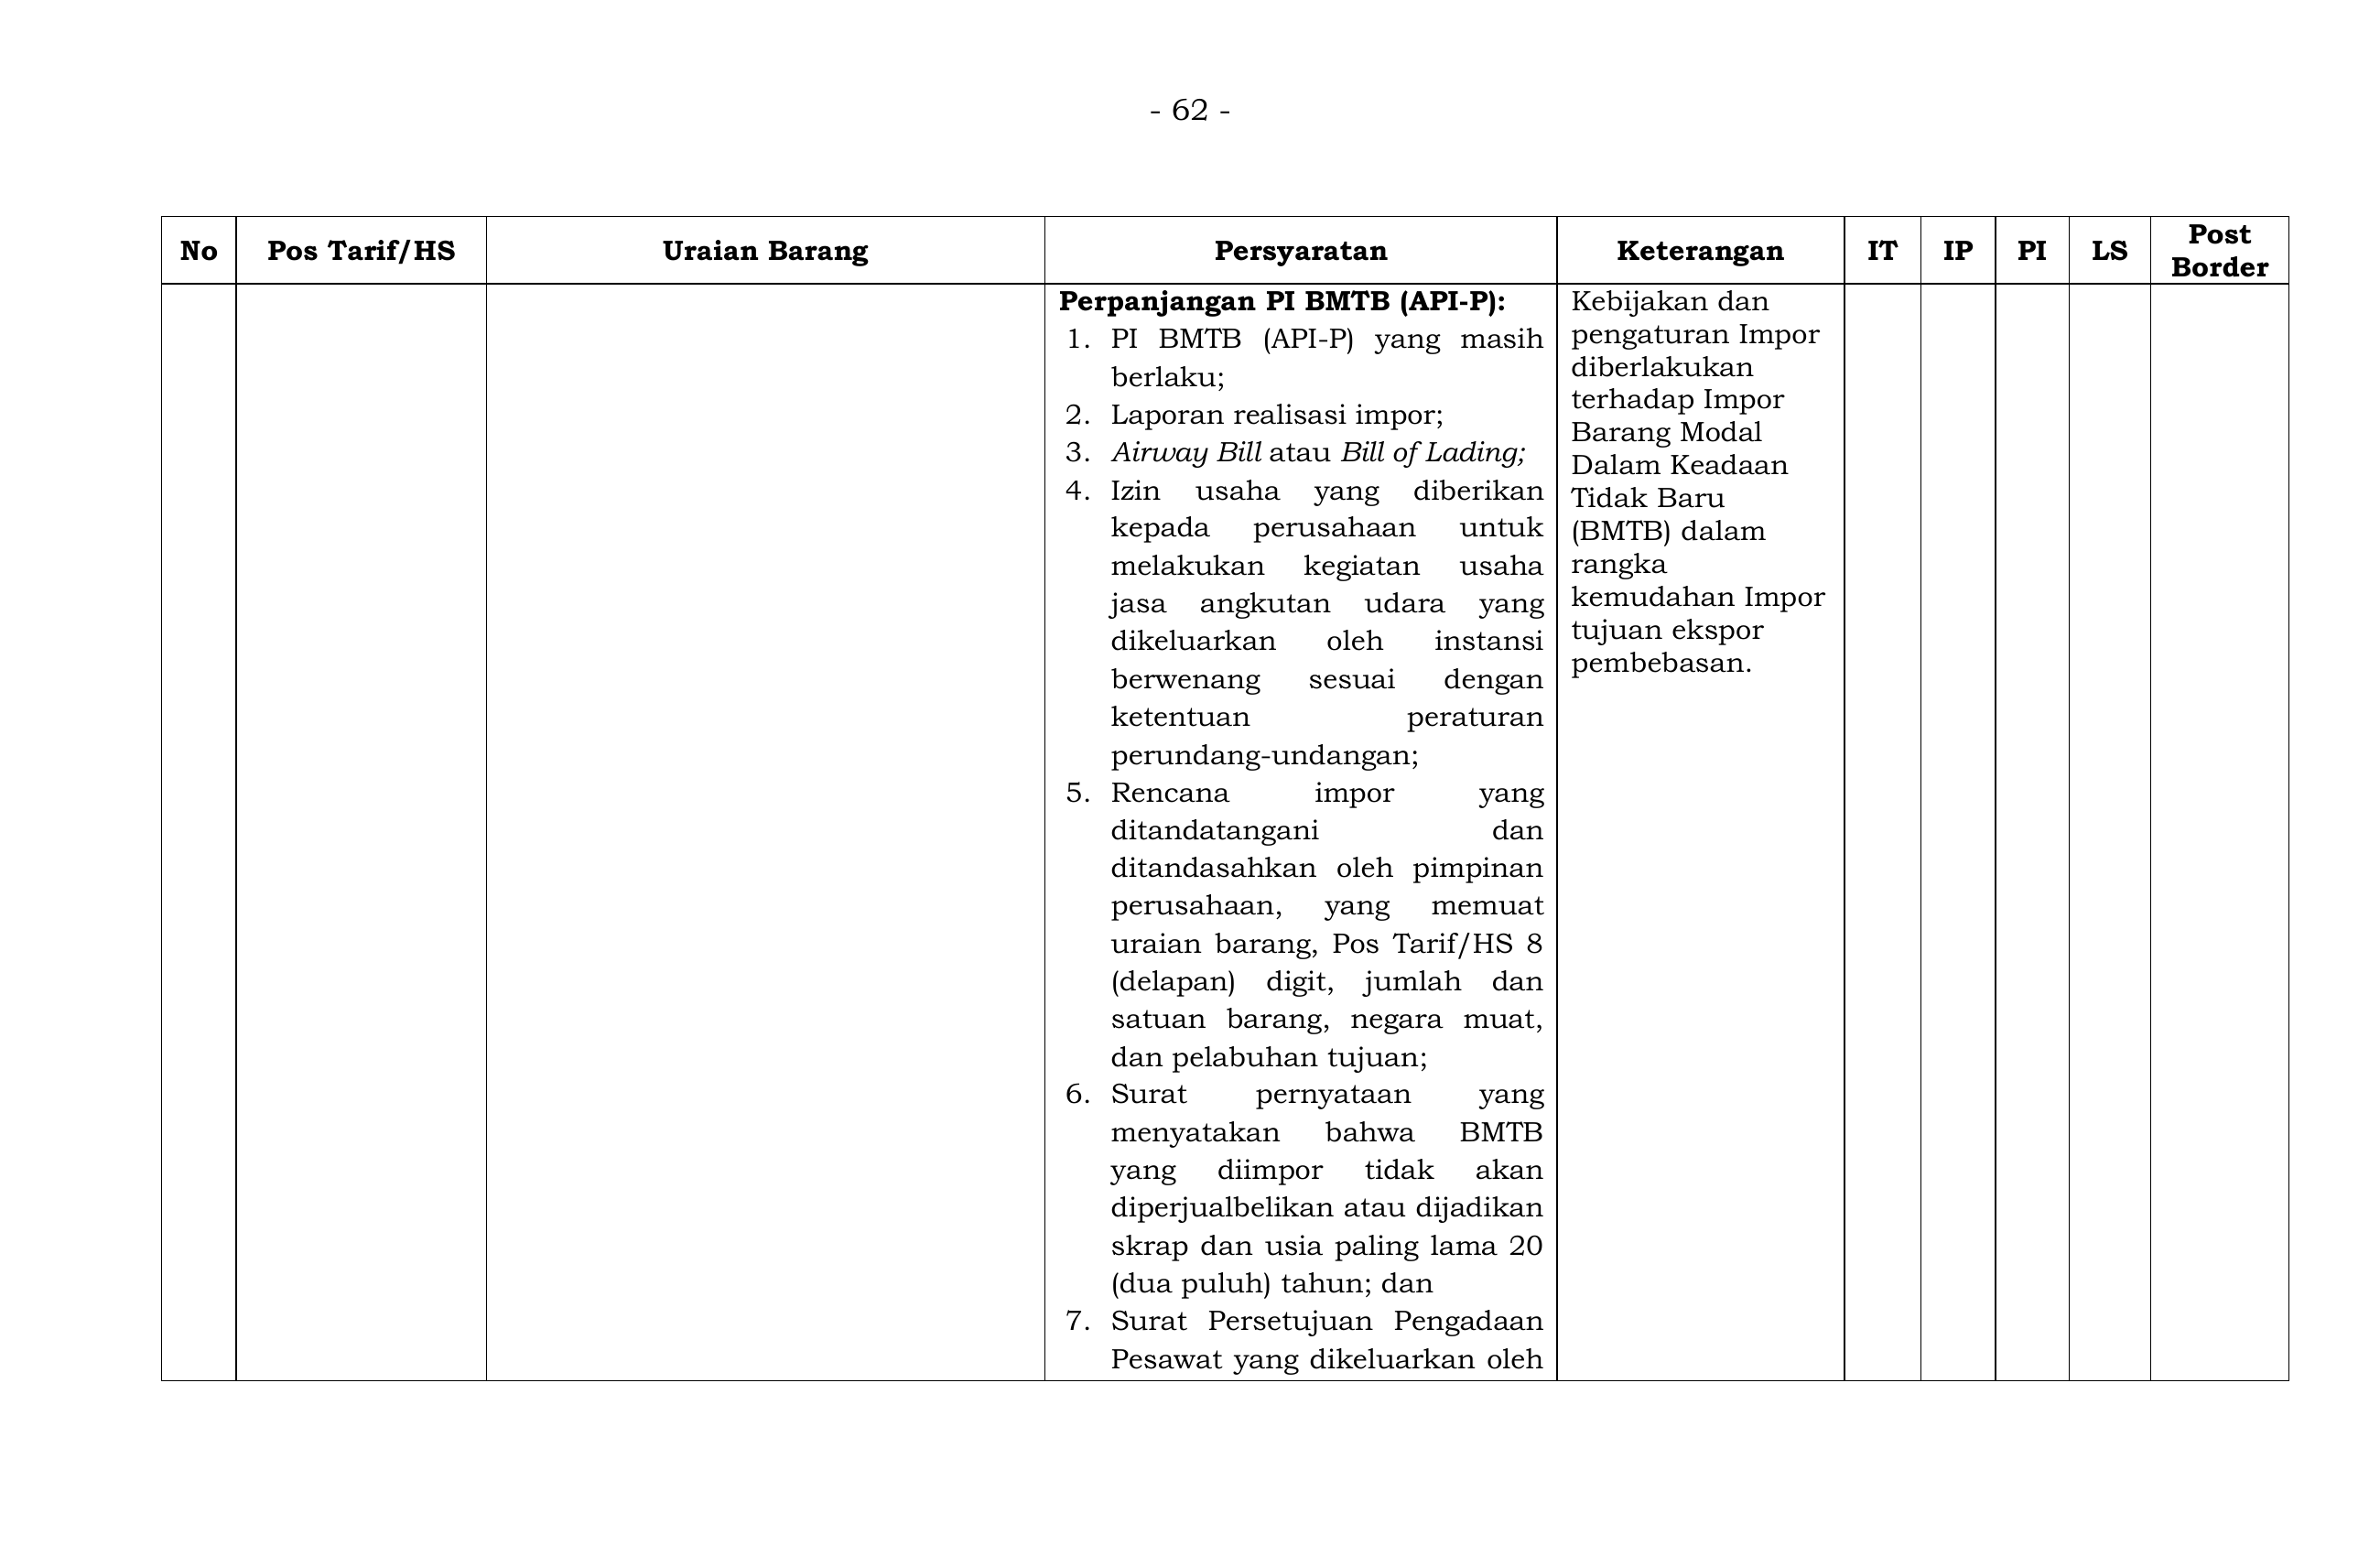 - 62 -
No Pos Tarif/HS Uraian Barang Persyaratan Keterangan IT IP PI LS Post Border
Perpanjangan PI BMTB (API-P):
1. PI BMTB (API-P) yang masih
berlaku;
2. Laporan realisasi impor;
3. Airway Bill atau Bill of Lading;
4. Izin usaha yang diberikan
kepada perusahaan untuk
melakukan kegiatan usaha
jasa angkutan udara yang
dikeluarkan oleh instansi
berwenang sesuai dengan
ketentuan peraturan
perundang-undangan;
5. Rencana impor yang
ditandatangani dan
ditandasahkan oleh pimpinan
perusahaan, yang memuat
uraian barang, Pos Tarif/HS 8
(delapan) digit, jumlah dan
satuan barang, negara muat,
dan pelabuhan tujuan;
6. Surat pernyataan yang
menyatakan bahwa BMTB
yang diimpor tidak akan
diperjualbelikan atau dijadikan
skrap dan usia paling lama 20
(dua puluh) tahun; dan
7. Surat Persetujuan Pengadaan
Pesawat yang dikeluarkan oleh
Kebijakan dan
pengaturan Impor
diberlakukan
terhadap Impor
Barang Modal
Dalam Keadaan
Tidak Baru
(BMTB) dalam
rangka
kemudahan Impor
tujuan ekspor
pembebasan.